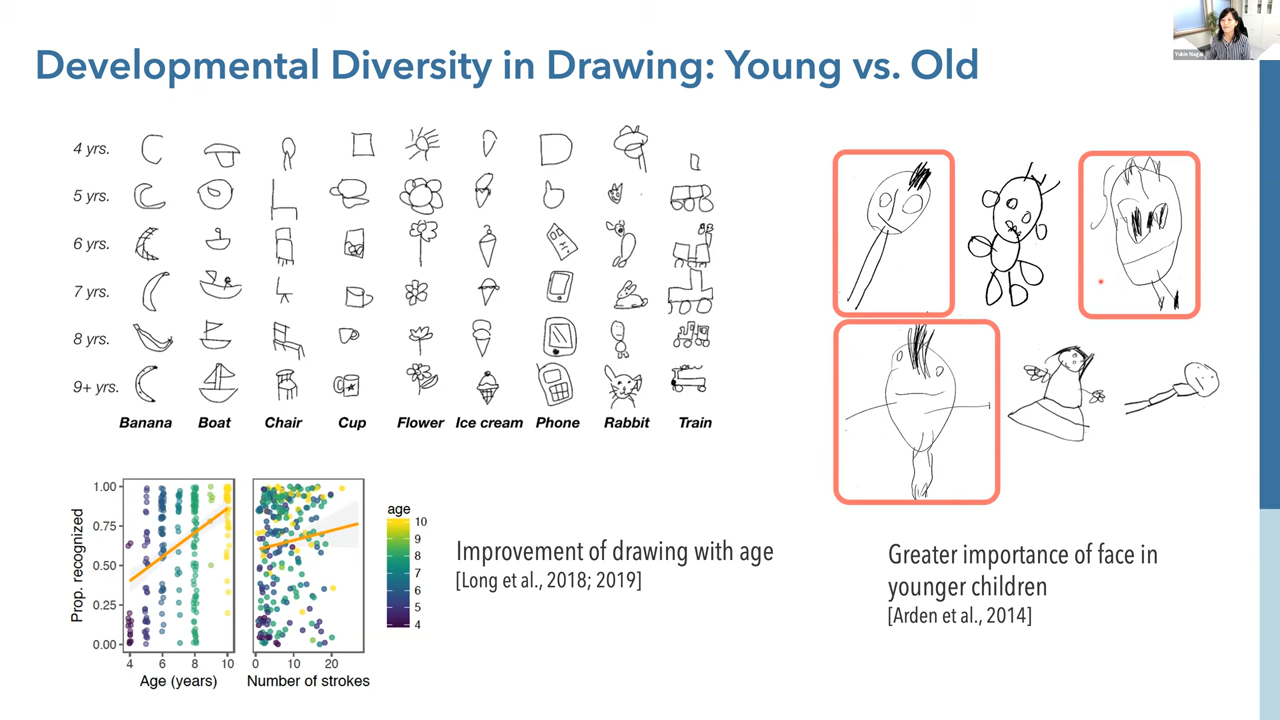 Yukie Nagai
Developmental Diversity in Drawing: Young vs. Old
4 yrs.
5 yrs.
6 yrs.
7 yrs.
8 yrs.
9+ yrs.
Banana Boat Chair Cup Flower Ice cream Phone Rabbit Train
Prop. recognized
1.00
0.75
0.50
0.25
0.00
4 6 8 10
Age (years)
0 10 20
Number of strokes
age
10
9
8
7
6
5
4
Improvement of drawing with age
[Long et al., 2018; 2019]
Greater importance of face in
younger children
[Arden et al., 2014]